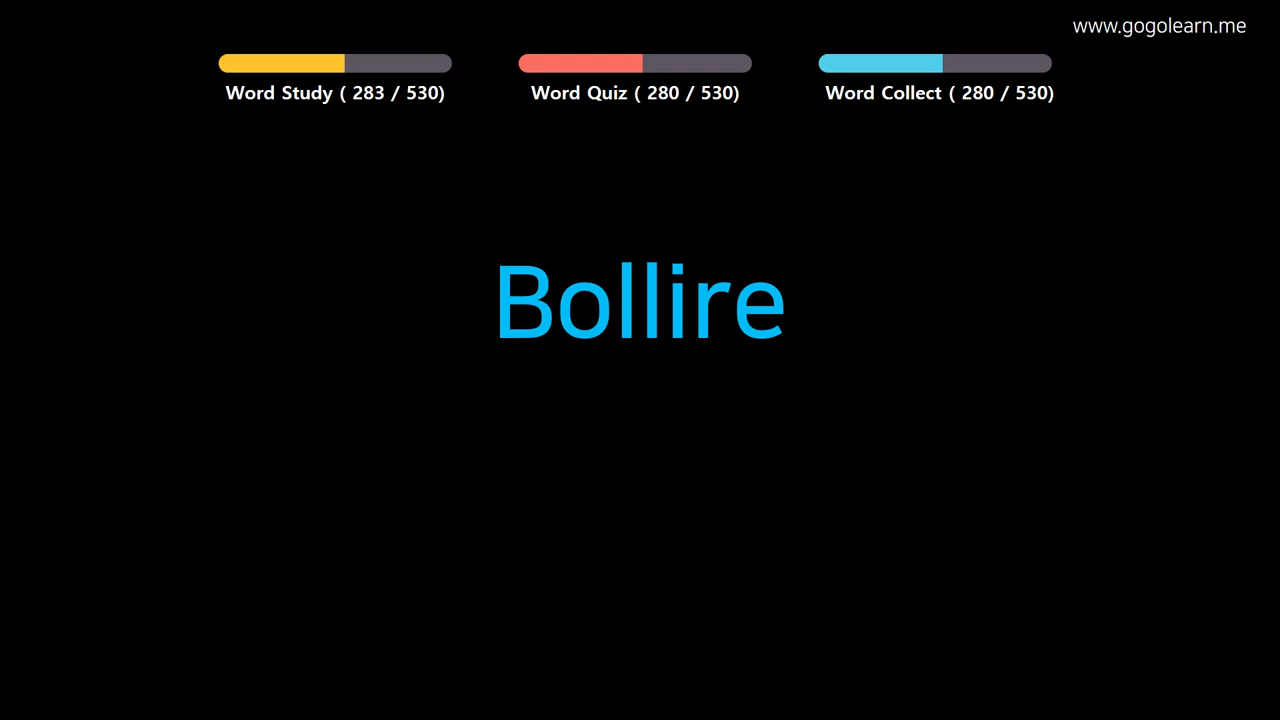 www.gogolearn.me
Word Study ( 283 / 530)
Word Quiz ( 280 / 530)
Word Collect ( 280 / 530)
Bollire